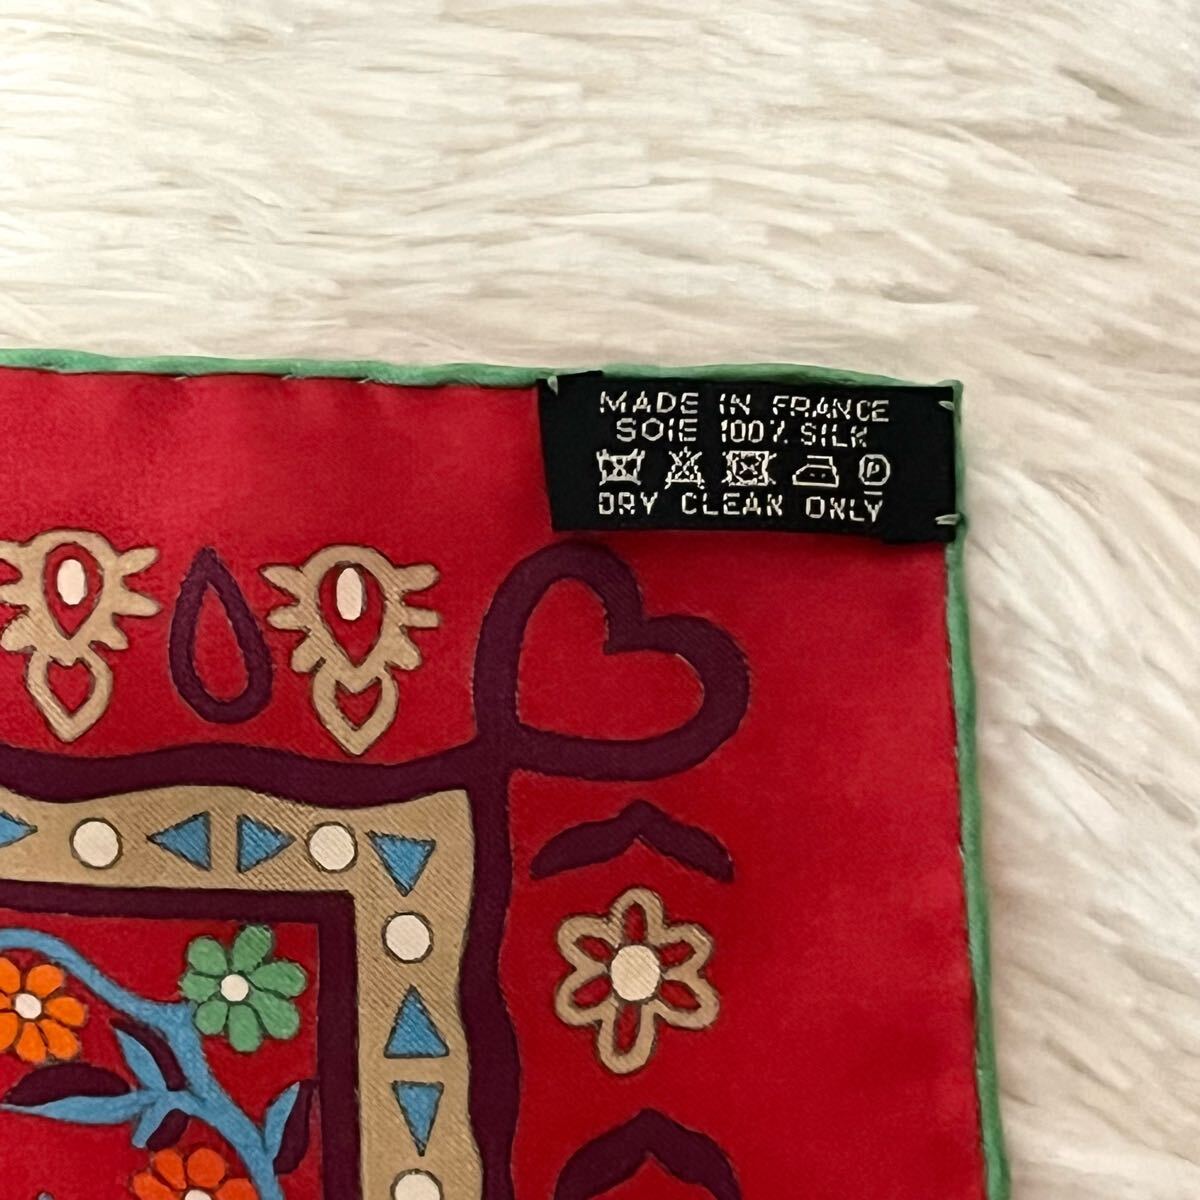 MADE IN FRANCE
SOIE 100% SILK
P
DRY CLEAN ONLY